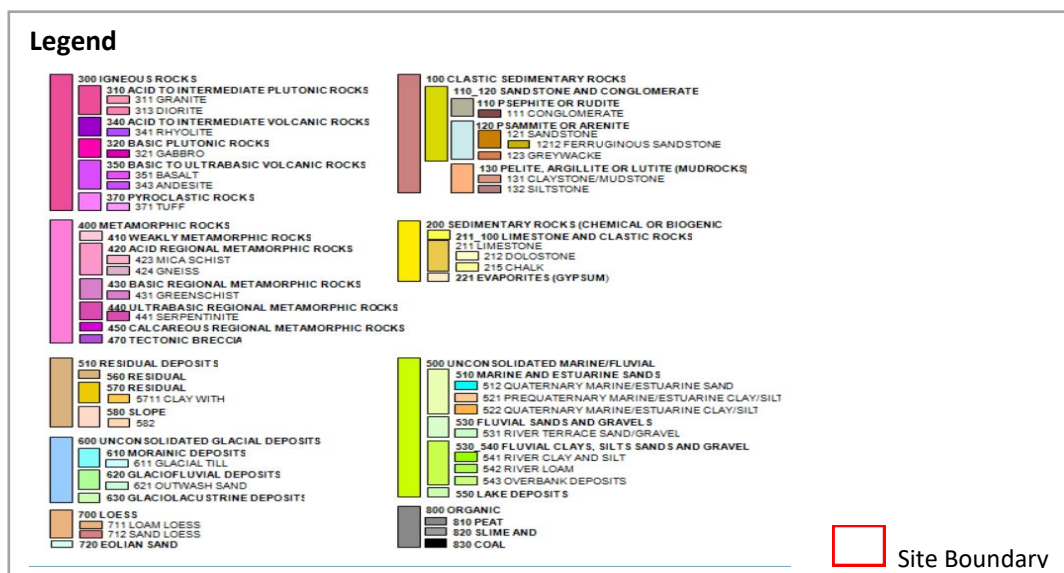 Legend
300 IGNEOUS ROCKS
310 ACID TO INTERMEDIATE PLUTONIC ROCKS
311 GRANITE
313 DIORITE
340 ACID TO INTERMEDIATE VOLCANIC ROCKS
341 RHYOLITE
320 BASIC PLUTONIC ROCKS
321 GABBRO
350 BASIC TO ULTRABASIC VOLCANIC ROCKS
351 BASALT
343 ANDESITE
370 PYROCLASTIC ROCKS
371 TUFF
400 METAMORPHIC ROCKS
410 WEAKLY METAMORPHIC ROCKS
420 ACID REGIONAL METAMORPHIC ROCKS
423 MICA SCHIST
424 GNEISS
430 BASIC REGIONAL METAMORPHIC ROCKS
431 GREENSCHIST
440 ULTRABASIC REGIONAL METAMORPHIC ROCKS
441 SERPENTINITE
450 CALCAREOUS REGIONAL METAMORPHIC ROCKS
470 TECTONIC BRECCIA
510 RESIDUAL DEPOSITS
560 RESIDUAL
570 RESIDUAL
5711 CLAY WITH
580 SLOPE
582
600 UNCONSOLIDATED GLACIAL DEPOSITS
610 MORAINIC DEPOSITS
611 GLACIAL TILL
620 GLACIOFLUVIAL DEPOSITS
621 OUTWASH SAND
630 GLACIOLACUSTRINE DEPOSITS
700 LOESS
711 LOAM LOESS
712 SAND LOESS
720 EOLIAN SAND
100 CLASTIC SEDIMENTARY ROCKS
110_120 SANDSTONE AND CONGLOMERATE
110 PSEPHITE OR RUDITE
111 CONGLOMERATE
120 PSAMMITE OR ARENITE
121 SANDSTONE
1212 FERRUGINOUS SANDSTONE
123 GREYWACKE
130 PELITE, ARGILLITE OR LUTITE (MUDROCKS)
131 CLAYSTONE/MUDSTONE
132 SILTSTONE
200 SEDIMENTARY ROCKS (CHEMICAL OR BIOGENIC
211_100 LIMESTONE AND CLASTIC ROCKS
211 LIMESTONE
212 DOLOSTONE
215 CHALK
221 EVAPORITES (GYPSUM)
500 UNCONSOLIDATED MARINE/FLUVIAL
510 MARINE AND ESTUARINE SANDS
512 QUATERNARY MARINE/ESTUARINE SAND
521 PREQUATERNARY MARINE/ESTUARINE CLAY/SILT
522 QUATERNARY MARINE/ESTUARINE CLAY/SILT
530 FLUVIAL SANDS AND GRAVELS
531 RIVER TERRACE SAND/GRAVEL
530_540 FLUVIAL CLAYS, SILTS SANDS AND GRAVEL
541 RIVER CLAY AND SILT
542 RIVER LOAM
543 OVERBANK DEPOSITS
550 LAKE DEPOSITS
800 ORGANIC
810 PEAT
820 SLIME AND
830 COAL
Site Boundary